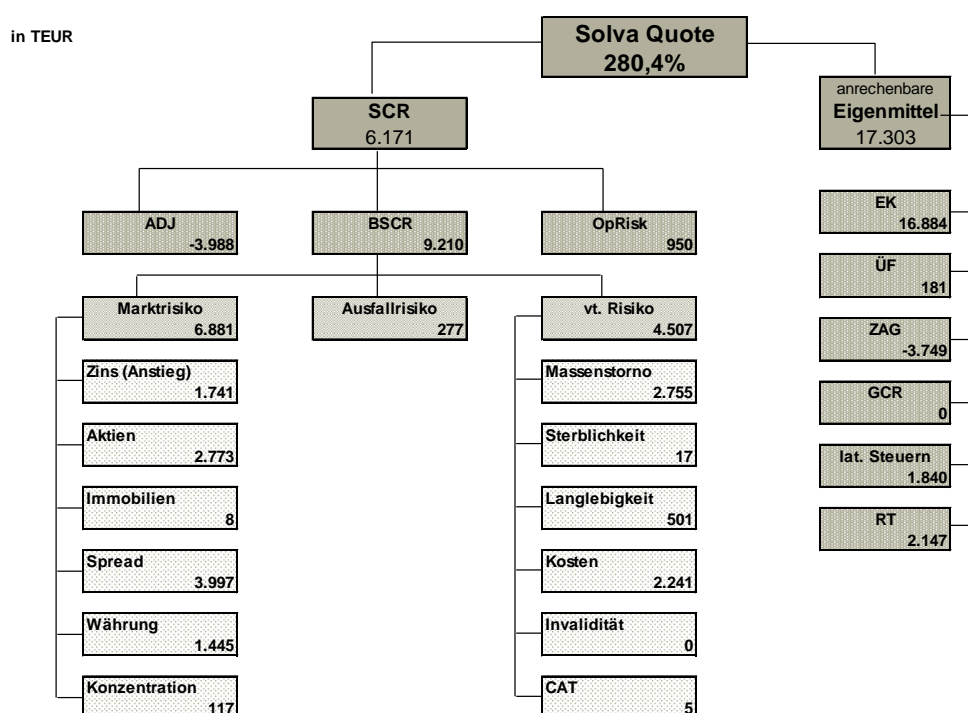 in TEUR
Solva Quote
280,4%
anrechenbare
Eigenmittel
17.303
SCR
6.171
ADJ
-3.988
BSCR
9.210
OpRisk
950
EK
16.884
ÜF
181
ZAG
-3.749
GCR
0
lat. Steuern
1.840
RT
2.147
Marktrisiko
6.881
Ausfallrisiko
277
vt. Risiko
4.507
Zins (Anstieg)
1.741
Aktien
2.773
Immobilien
8
Spread
3.997
Währung
1.445
Konzentration
117
Massenstorno
2.755
Sterblichkeit
17
Langlebigkeit
501
Kosten
2.241
Invalidität
0
CAT
5